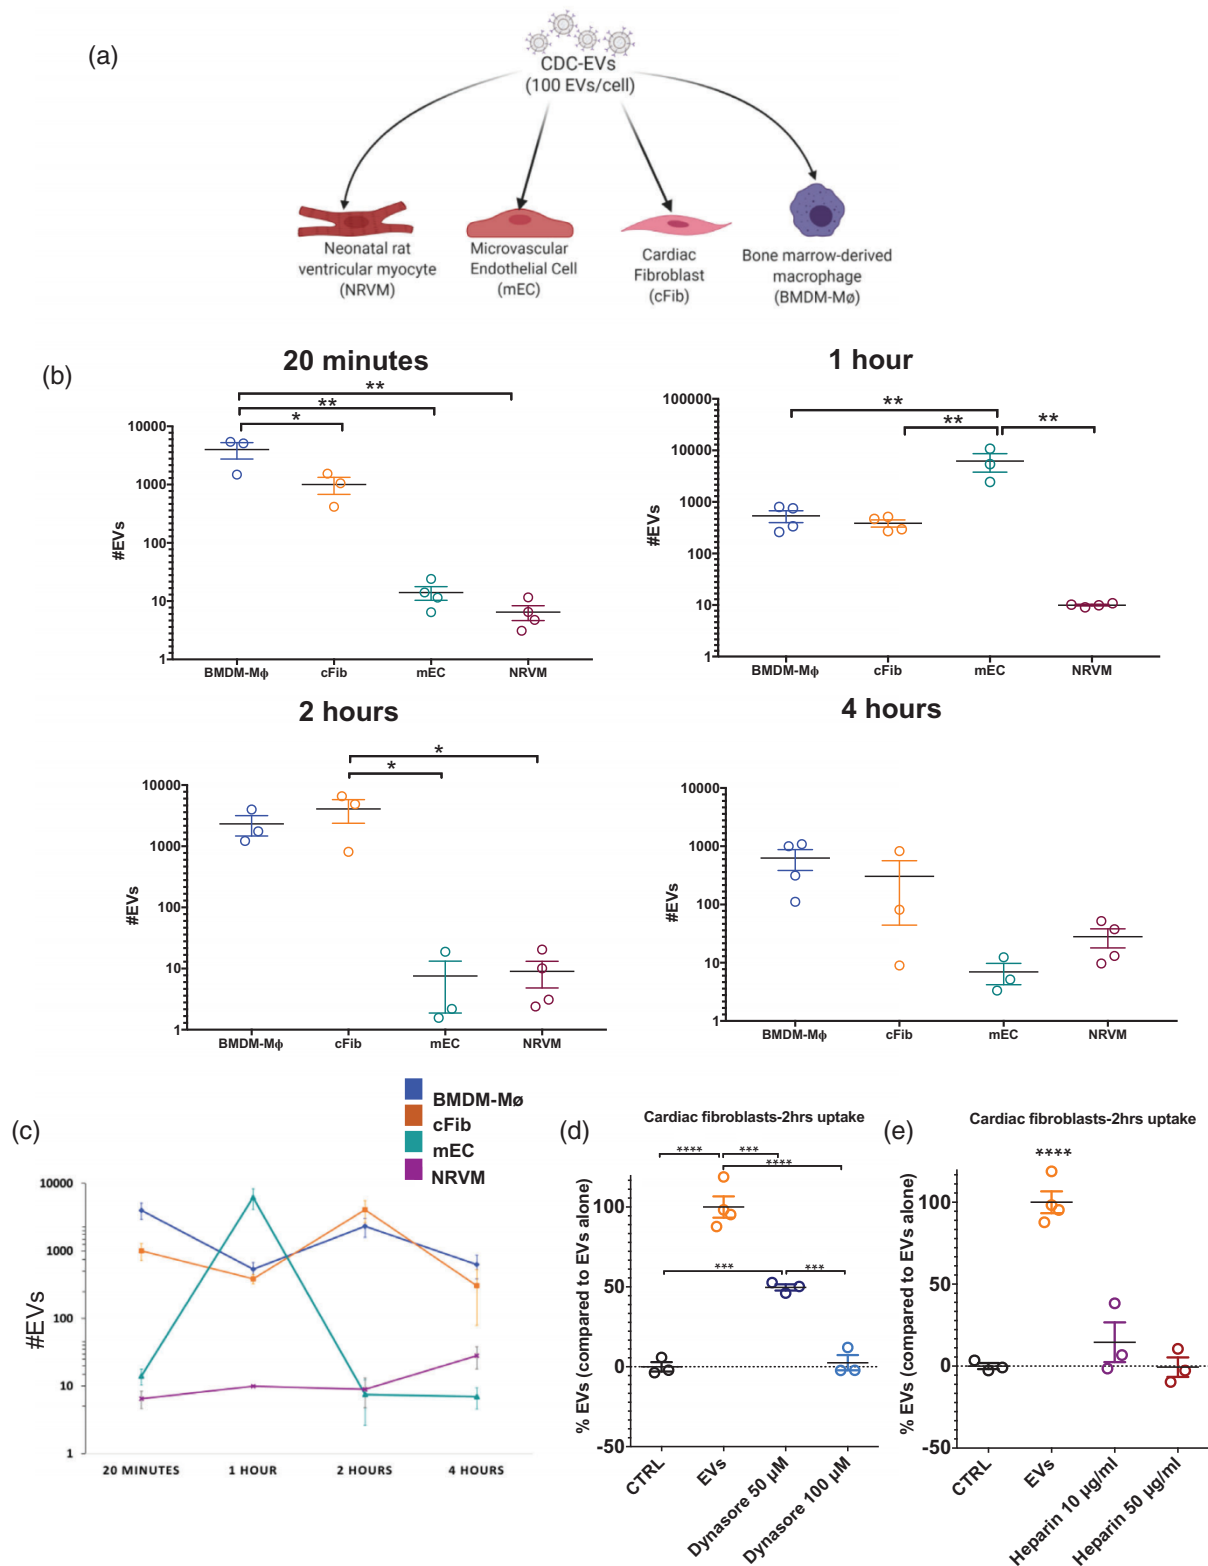 (a)
CDC-EVs
(100 EVs/cell)
Neonatal rat
ventricular myocyte
(NRVM)
Microvascular
Endothelial Cell
(mEC)
Cardiac
Fibroblast
(cFib)
Bone marrow-derived
macrophage
(BMDM-Mø)
(b)
20 minutes
**
**
*
#EVs
10000
1000
100
10
1
BMDM-Mϕ
cFib
mEC
NRVM
1 hour
**
**
**
#EVs
100000
10000
1000
100
10
1
BMDM-Mϕ
cFib
mEC
NRVM
2 hours
*
*
#EVs
10000
1000
100
10
1
BMDM-Mϕ
cFib
mEC
NRVM
4 hours
#EVs
10000
1000
100
10
1
BMDM-Mϕ
cFib
mEC
NRVM
(c)
BMDM-Mø
cFib
mEC
NRVM
#EVs
10000
1000
100
10
1
20 MINUTES
1 HOUR
2 HOURS
4 HOURS
(d)
Cardiac fibroblasts-2hrs uptake
**** ***
****
*** ***
% EVs (compared to EVs alone)
100
50
0
-50
CTRL
EVs
Dynasore 50 µM
Dynasore 100 µM
(e)
Cardiac fibroblasts-2hrs uptake
****
% EVs (compared to EVs alone)
100
50
0
-50
CTRL
EVs
Heparin 10 µg/ml
Heparin 50 µg/ml